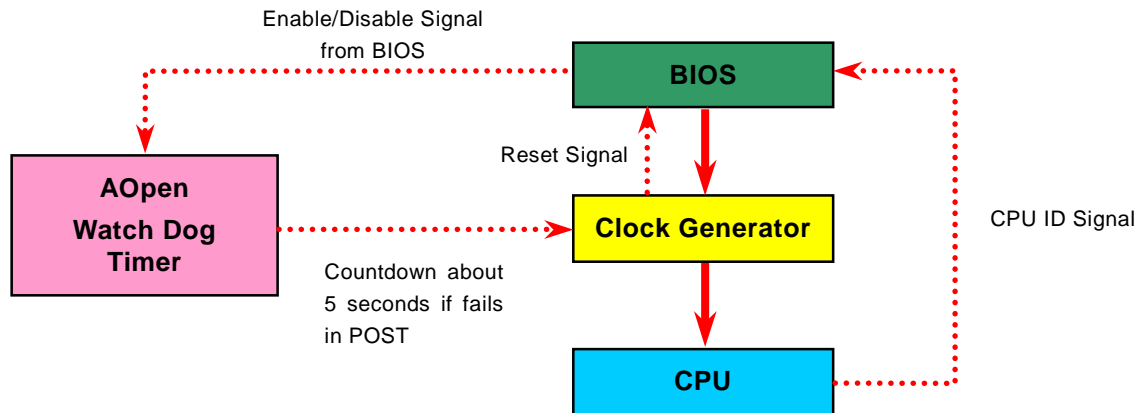 Enable/Disable Signal
from BIOS
BIOS
Reset Signal
AOpen
Watch Dog
Timer
Clock Generator
CPU ID Signal
Countdown about
5 seconds if fails
in POST
CPU